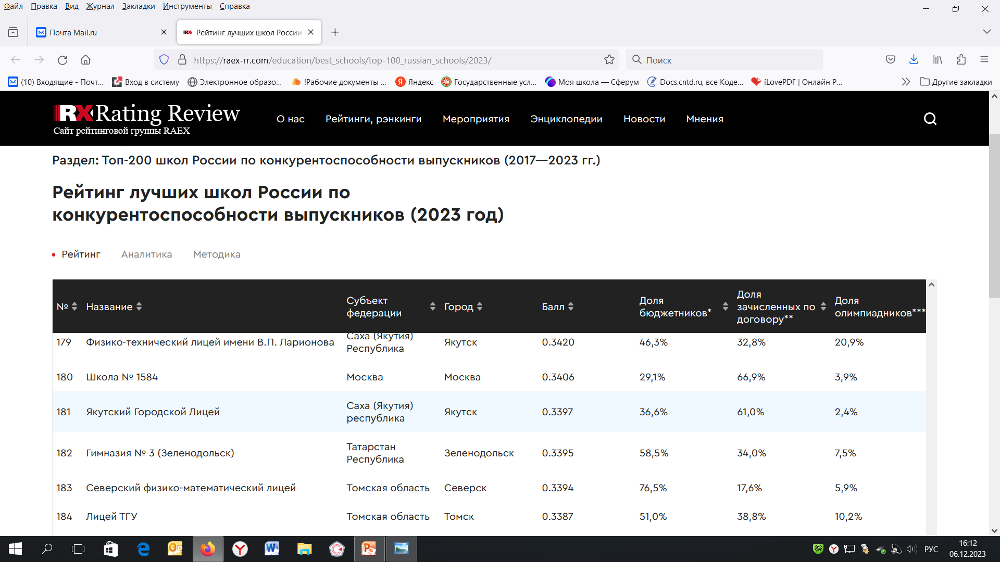 Файл Правка Вид Журнал Закладки Инструменты Справка
Почта Mail.ru
Рейтинг лучших школ России
https://raex-rr.com/education/best_schools/top-100_russian_schools/2023/
Поиск
(10) Входящие - Почт... Вход в систему Электронное образо... !Рабочие документы ... Яндекс Государственные усл... Моя школа — Сферум Docs.cntd.ru, все Коде... iLovePDF | Онлайн Р... Другие закладки
RX Rating Review
Сайт рейтинговой группы RAEX
О нас Рейтинги, рэнкинги Мероприятия Энциклопедии Новости Мнения
Раздел: Топ-200 школ России по конкурентоспособности выпускников (2017—2023 гг.)
Рейтинг лучших школ России по
конкурентоспособности выпускников (2023 год)
Рейтинг Аналитика Методика
№ Название Субъект федерации Город Балл Доля бюджетников* Доля зачисленных по договору** Доля олимпиадников***
179 Физико-технический лицей имени В.П. Ларионова Саха (Якутия) Республика Якутск 0.3420 46,3% 32,8% 20,9%
180 Школа № 1584 Москва Москва 0.3406 29,1% 66,9% 3,9%
181 Якутский Городской Лицей Саха (Якутия) республика Якутск 0.3397 36,6% 61,0% 2,4%
182 Гимназия № 3 (Зеленодольск) Татарстан Республика Зеленодольск 0.3395 58,5% 34,0% 7,5%
183 Северский физико-математический лицей Томская область Северск 0.3394 76,5% 17,6% 5,9%
184 Лицей ТГУ Томская область Томск 0.3387 51,0% 38,8% 10,2%
РУС
16:12
06.12.2023